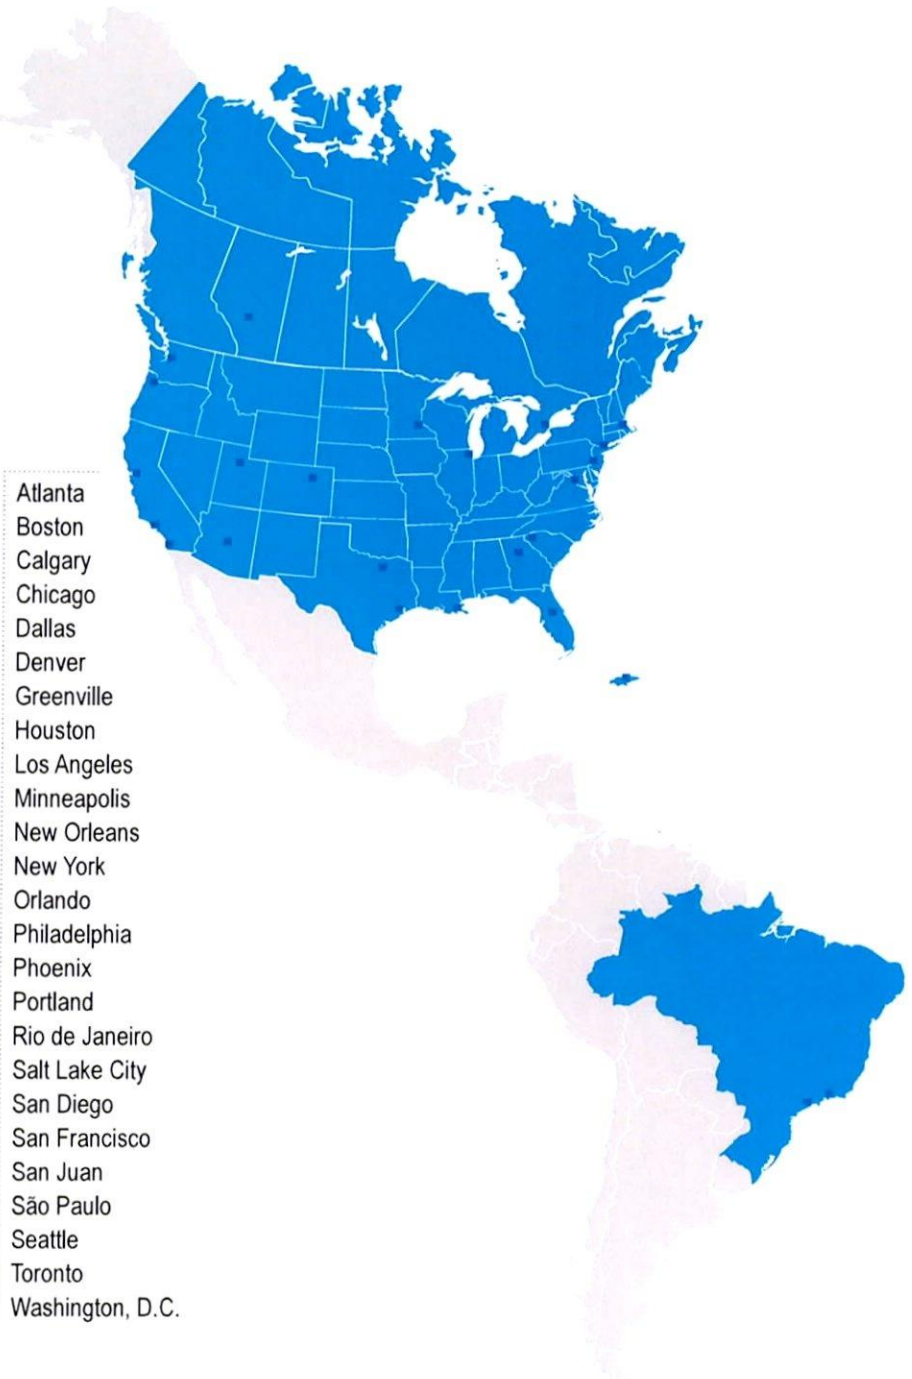 Atlanta
Boston
Calgary
Chicago
Dallas
Denver
Greenville
Houston
Los Angeles
Minneapolis
New Orleans
New York
Orlando
Philadelphia
Phoenix
Portland
Rio de Janeiro
Salt Lake City
San Diego
San Francisco
San Juan
São Paulo
Seattle
Toronto
Washington, D.C.